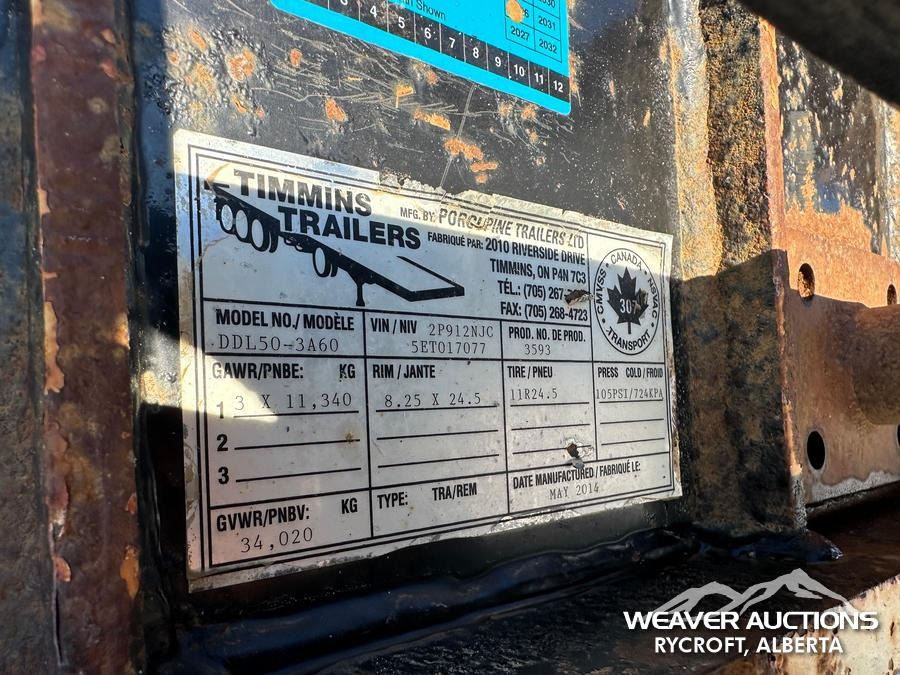 an Shown
2031
2027 2032
3 4 5 6 7 8 9 10 11 12
TIMMINS
TRAILERS
MFG. BY: PORCUPINE TRAILERS LTD
FABRIQUÉ PAR: 2010 RIVERSIDE DRIVE
TIMMINS, ON P4N 7C3
TÉL.: (705) 267-
FAX: (705) 268-4723
CANADA
CMVSS NSVAC
307
TRANSPORT
MODEL NO./MODÈLE
DDL50-3A60
VIN / NIV 2P912NJC
5ET017077
PROD. NO. DE PROD.
3593
GAWR/PNBE: KG
1 3 X 11,340
2
3
RIM / JANTE
8.25 X 24.5
TIRE / PNEU
11R24.5
PRESS COLD / FROID
105PSI/724KPA
GVWR/PNBV: KG
34,020
TYPE: TRA/REM
DATE MANUFACTURED / FABRIQUÉ LE:
MAY 2014
WEAVER AUCTIONS
RYCROFT, ALBERTA